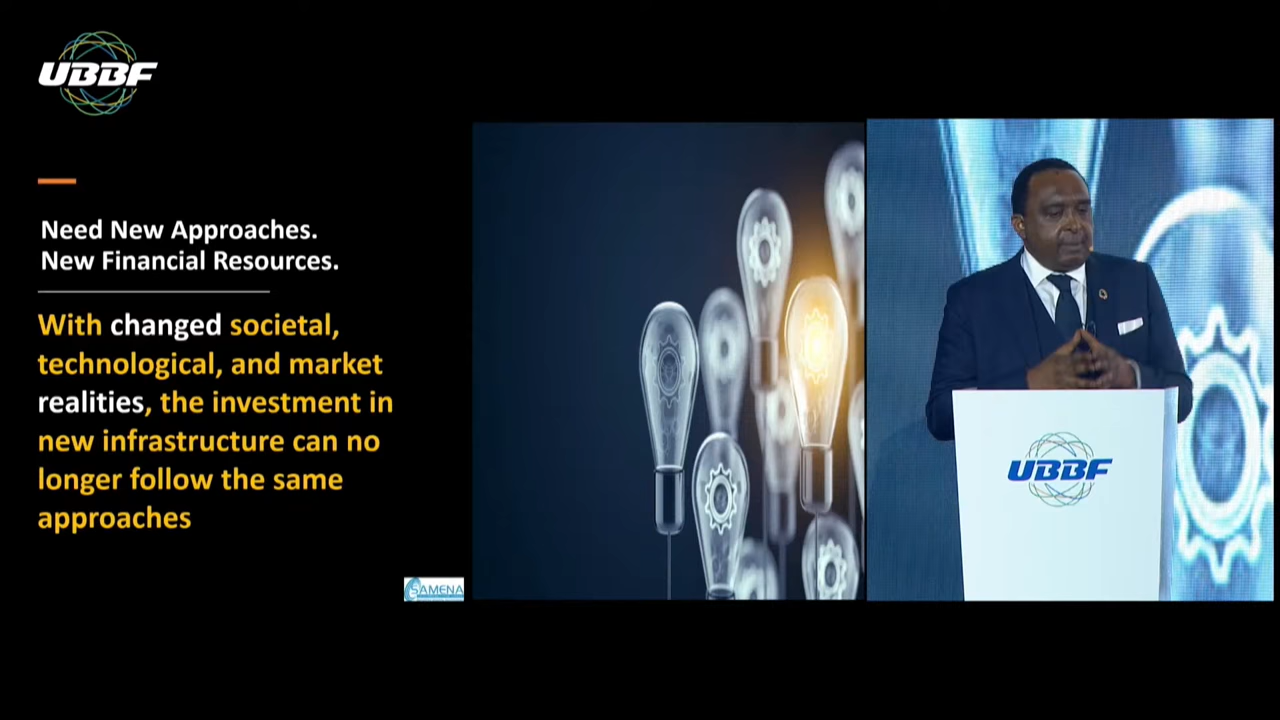 UBBF
Need New Approaches.
New Financial Resources.
With changed societal,
technological, and market
realities, the investment in
new infrastructure can no
longer follow the same
approaches
SAMENA
UBBF